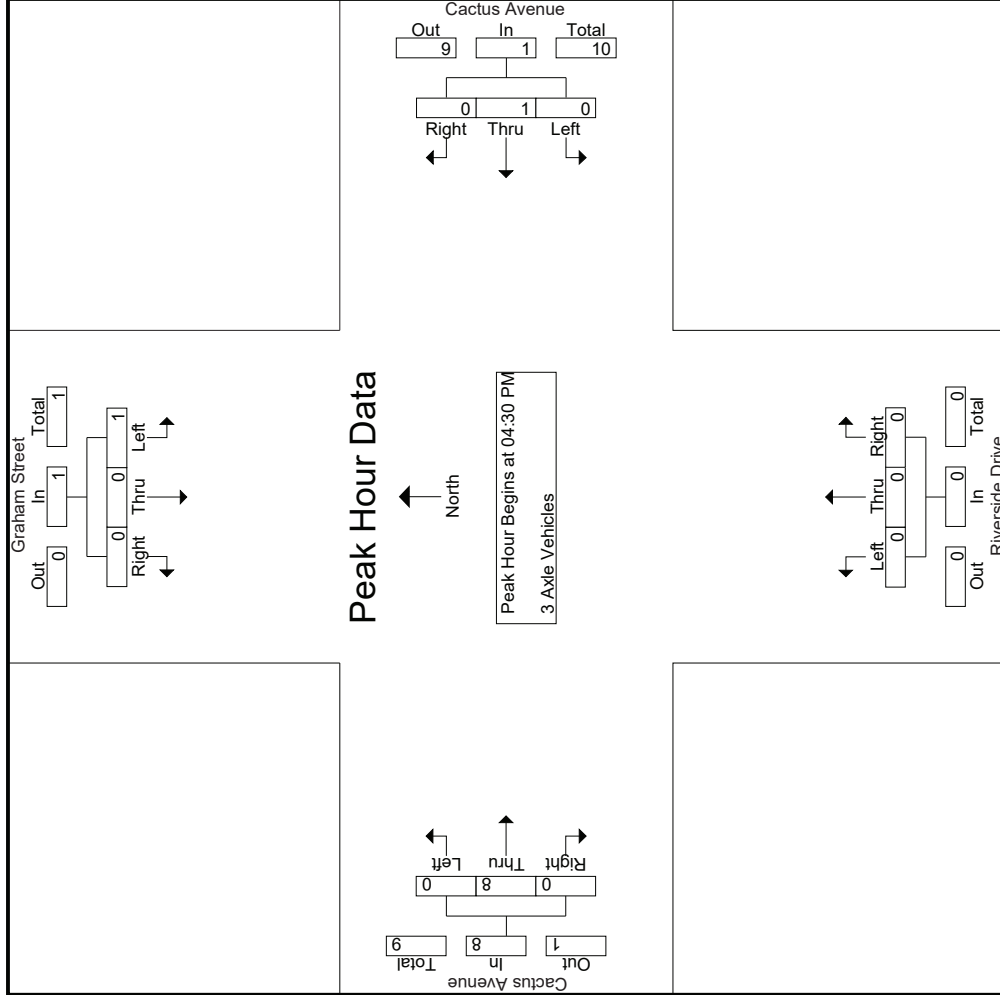 Cactus Avenue
Out In Total
9 1 10
0 1 0
Right Thru Left
Graham Street
Total In Out
1 1 0
1 0 0
Left Thru Right
Peak Hour Data
North
Peak Hour Begins at 04:30 PM
3 Axle Vehicles
Right Thru Left
0 0 0
0 0 0
Total In Out
Riverside Drive
Left Thru Right
0 8 0
9 8 1
Total In Out
Cactus Avenue